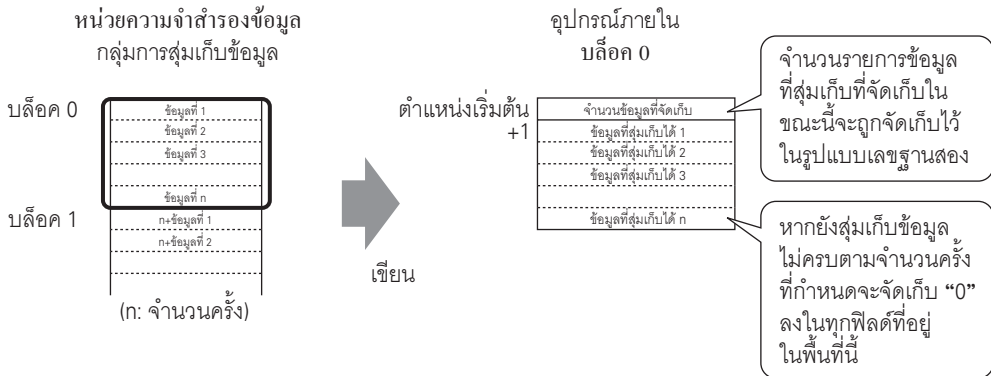 หน่วยความจำสำรองข้อมูล
กลุ่มการสุ่มเก็บข้อมูล
บล็อค 0
ข้อมูลที่ 1
ข้อมูลที่ 2
ข้อมูลที่ 3
ข้อมูลที่ n
บล็อค 1
n+ข้อมูลที่ 1
n+ข้อมูลที่ 2
(n: จำนวนครั้ง)
เขียน
อุปกรณ์ภายใน
บล็อค 0
ตำแหน่งเริ่มต้น
+1
จำนวนข้อมูลที่จัดเก็บ
ข้อมูลที่สุ่มเก็บได้ 1
ข้อมูลที่สุ่มเก็บได้ 2
ข้อมูลที่สุ่มเก็บได้ 3
ข้อมูลที่สุ่มเก็บได้ n
จำนวนรายการข้อมูล
ที่สุ่มเก็บที่จัดเก็บใน
ขณะนี้จะถูกจัดเก็บไว้
ในรูปแบบเลขฐานสอง
หากยังสุ่มเก็บข้อมูล
ไม่ครบตามจำนวนครั้ง
ที่กำหนดจะจัดเก็บ “0”
ลงในทุกฟิลด์ที่อยู่
ในพื้นที่นี้